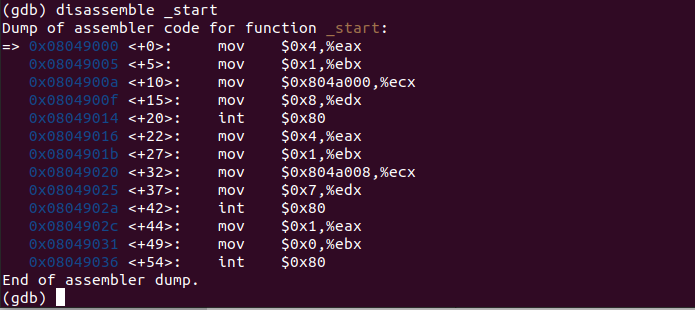 (gdb) disassemble _start
Dump of assembler code for function _start:
=> 0x08049000 <+0>:     mov    $0x4,%eax
   0x08049005 <+5>:     mov    $0x1,%ebx
   0x0804900a <+10>:    mov    $0x804a000,%ecx
   0x0804900f <+15>:    mov    $0x8,%edx
   0x08049014 <+20>:    int    $0x80
   0x08049016 <+22>:    mov    $0x4,%eax
   0x0804901b <+27>:    mov    $0x1,%ebx
   0x08049020 <+32>:    mov    $0x804a008,%ecx
   0x08049025 <+37>:    mov    $0x7,%edx
   0x0804902a <+42>:    int    $0x80
   0x0804902c <+44>:    mov    $0x1,%eax
   0x08049031 <+49>:    mov    $0x0,%ebx
   0x08049036 <+54>:    int    $0x80
End of assembler dump.
(gdb)